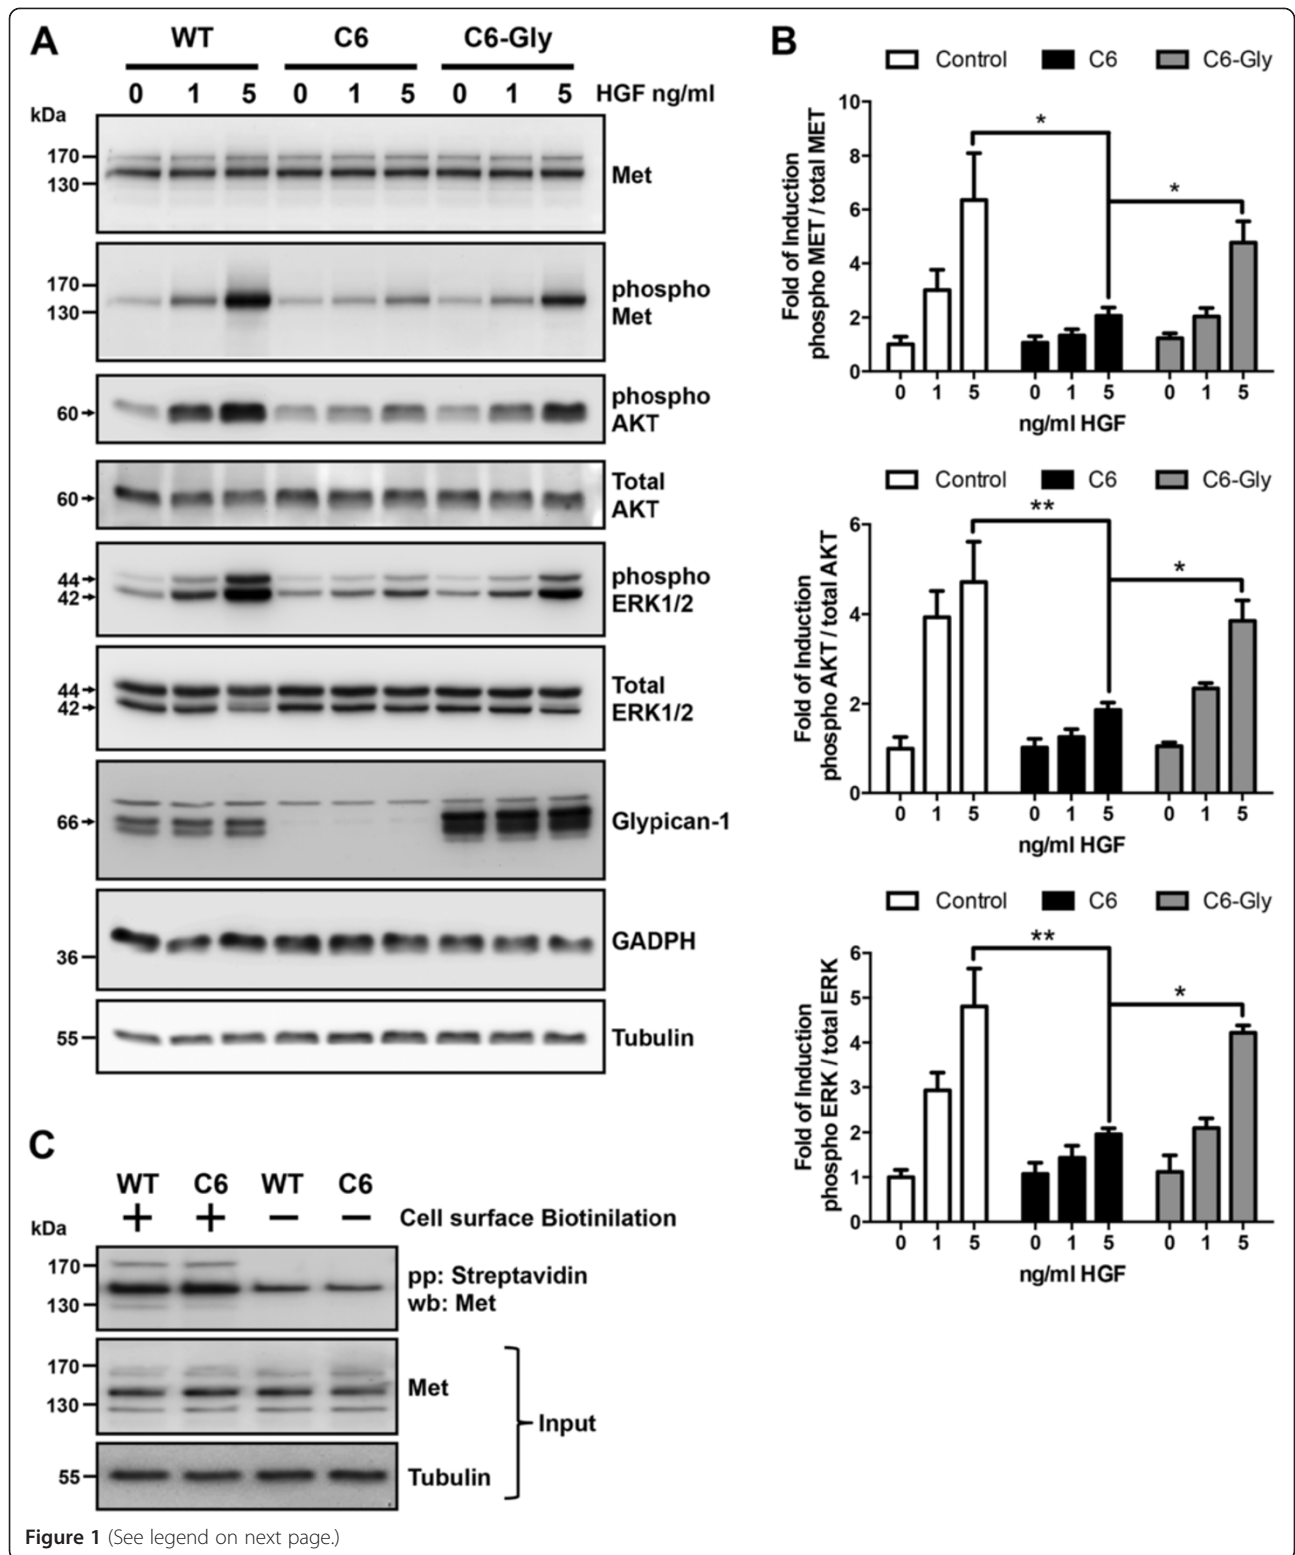 A
WT C6 C6-Gly
0 1 5 0 1 5 0 1 5 HGF ng/ml
kDa
170
130
Met
170
130
phospho
Met
60
phospho
AKT
60
Total
AKT
44
42
phospho
ERK1/2
44
42
Total
ERK1/2
66
Glypican-1
36
GADPH
55
Tubulin
B
Control C6 C6-Gly
Fold of Induction
phospho MET / total MET
10
8
6
4
2
0
*
*
0 1 5 0 1 5 0 1 5
ng/ml HGF
Control C6 C6-Gly
Fold of Induction
phospho AKT / total AKT
6
4
2
0
**
*
0 1 5 0 1 5 0 1 5
ng/ml HGF
Control C6 C6-Gly
Fold of Induction
phospho ERK / total ERK
6
5
4
3
2
1
0
**
*
0 1 5 0 1 5 0 1 5
ng/ml HGF
C
WT C6 WT C6
+ + − − Cell surface Biotinilation
kDa
170
130
pp: Streptavidin
wb: Met
170
130
Met
Input
55
Tubulin
Figure 1 (See legend on next page.)